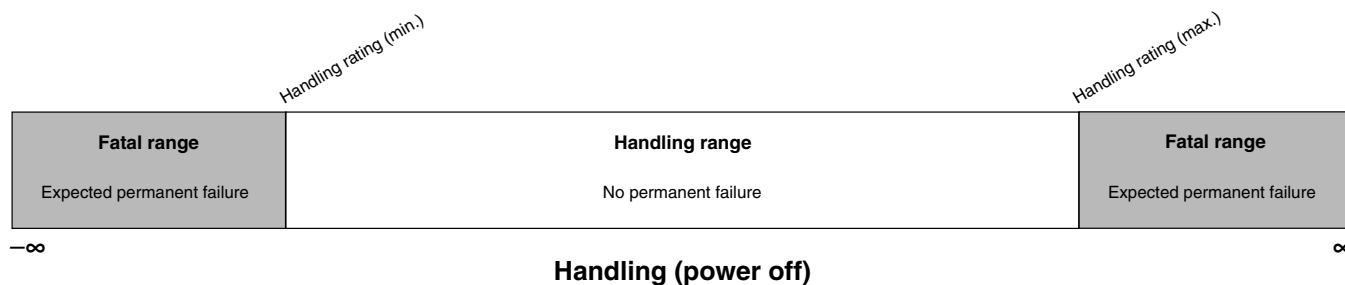 Handling rating (min.)
Handling rating (max.)
Fatal range
Handling range
Fatal range
Expected permanent failure
No permanent failure
Expected permanent failure
–∞
∞
Handling (power off)